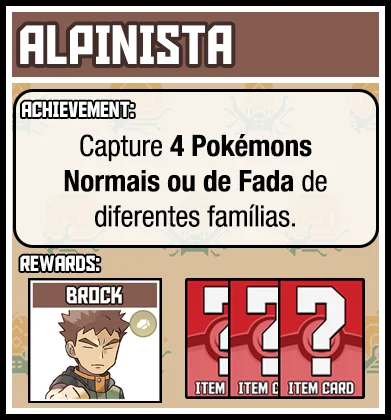 ALPINISTA
ACHIEVEMENT:
Capture 4 Pokémons
Normais ou de Fada de
diferentes famílias.
REWARDS:
BROCK
ITEM
ITEM C
ITEM CARD